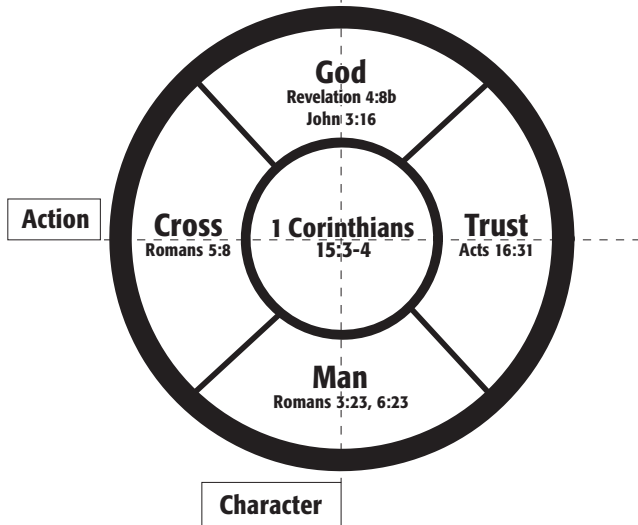 God
Revelation 4:8b
John 3:16
Action
Cross
Romans 5:8
1 Corinthians
15:3-4
Trust
Acts 16:31
Man
Romans 3:23, 6:23
Character